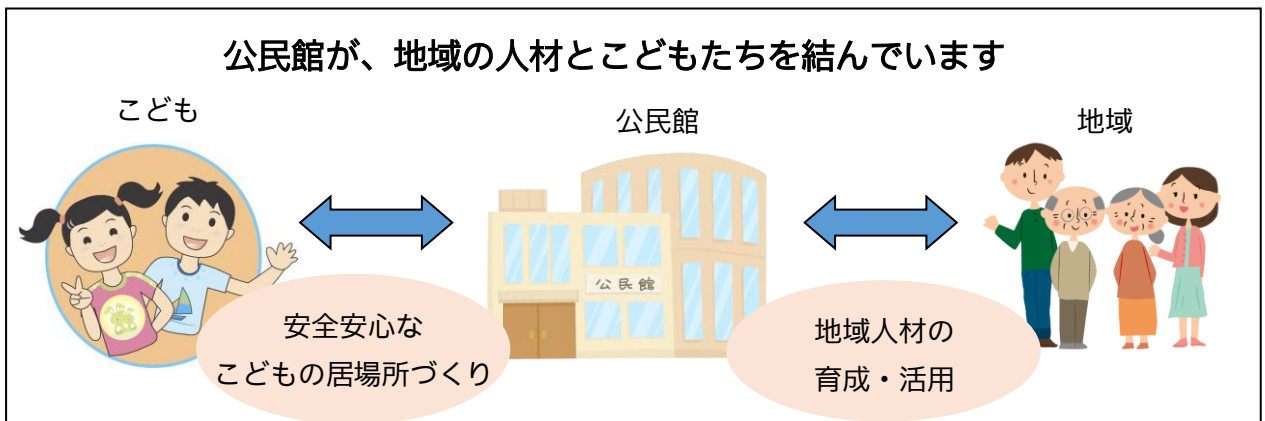 公民館が、地域の人材とこどもたちを結んでいます
こども
公民館
地域
公民館
安全安心な
こどもの居場所づくり
地域人材の
育成・活用